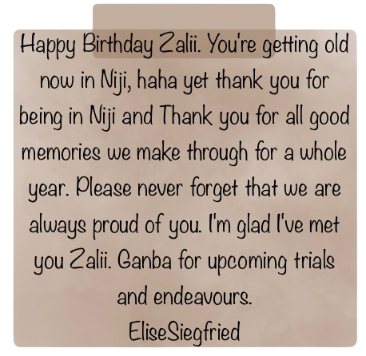 Happy Birthday Zalii. You're getting old
now in Niji, haha yet thank you for
being in Niji and Thank you for all good
memories we make through for a whole
year. Please never forget that we are
always proud of you. I'm glad I've met
you Zalii. Ganba for upcoming trials
and endeavours.
EliseSiegfried